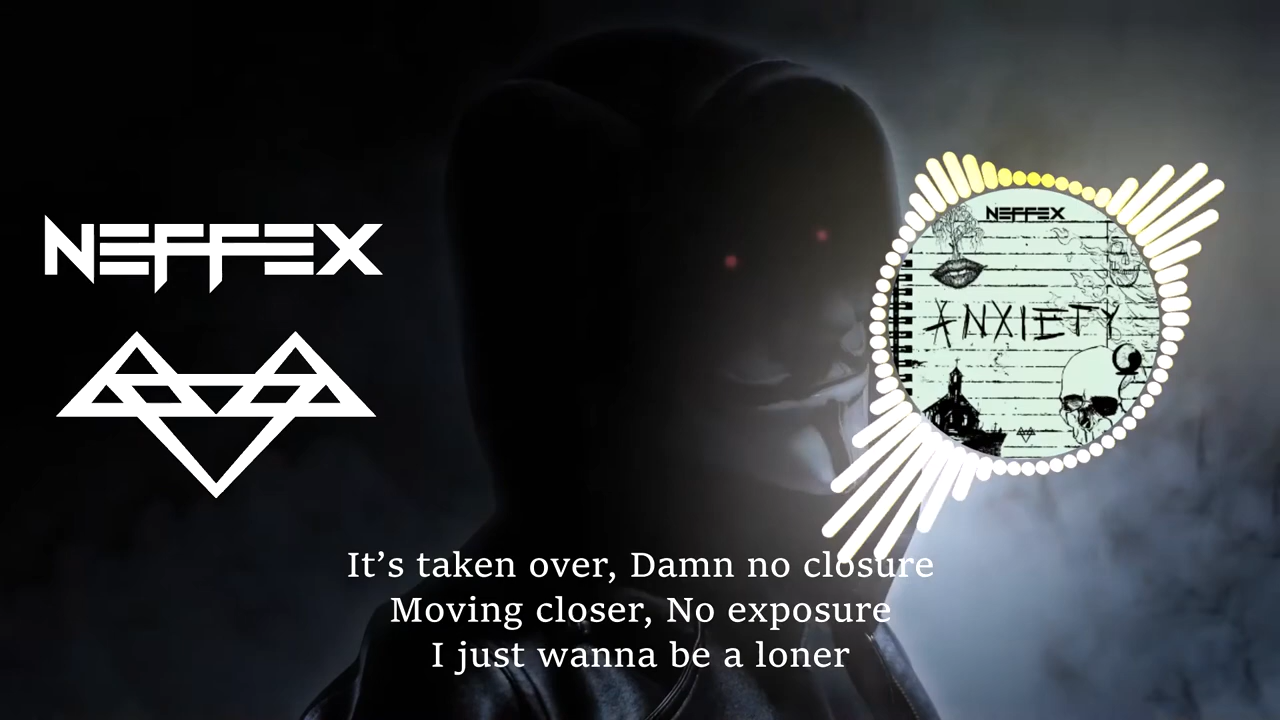 NEFFEX
NEFFEX
ANXIETY
It’s taken over, Damn no closure
Moving closer, No exposure
I just wanna be a loner